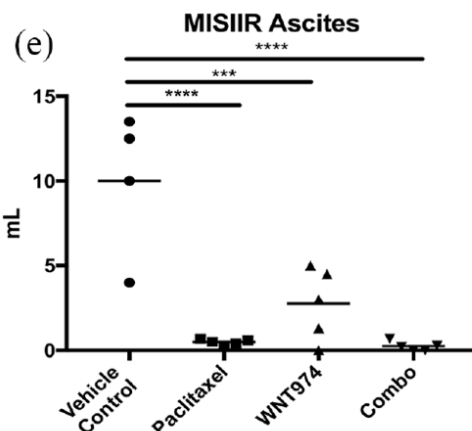 MISIIR Ascites
(e)
****
***
****
15
10
5
0
mL
Vehicle
Control
Paclitaxel
WNT974
Combo